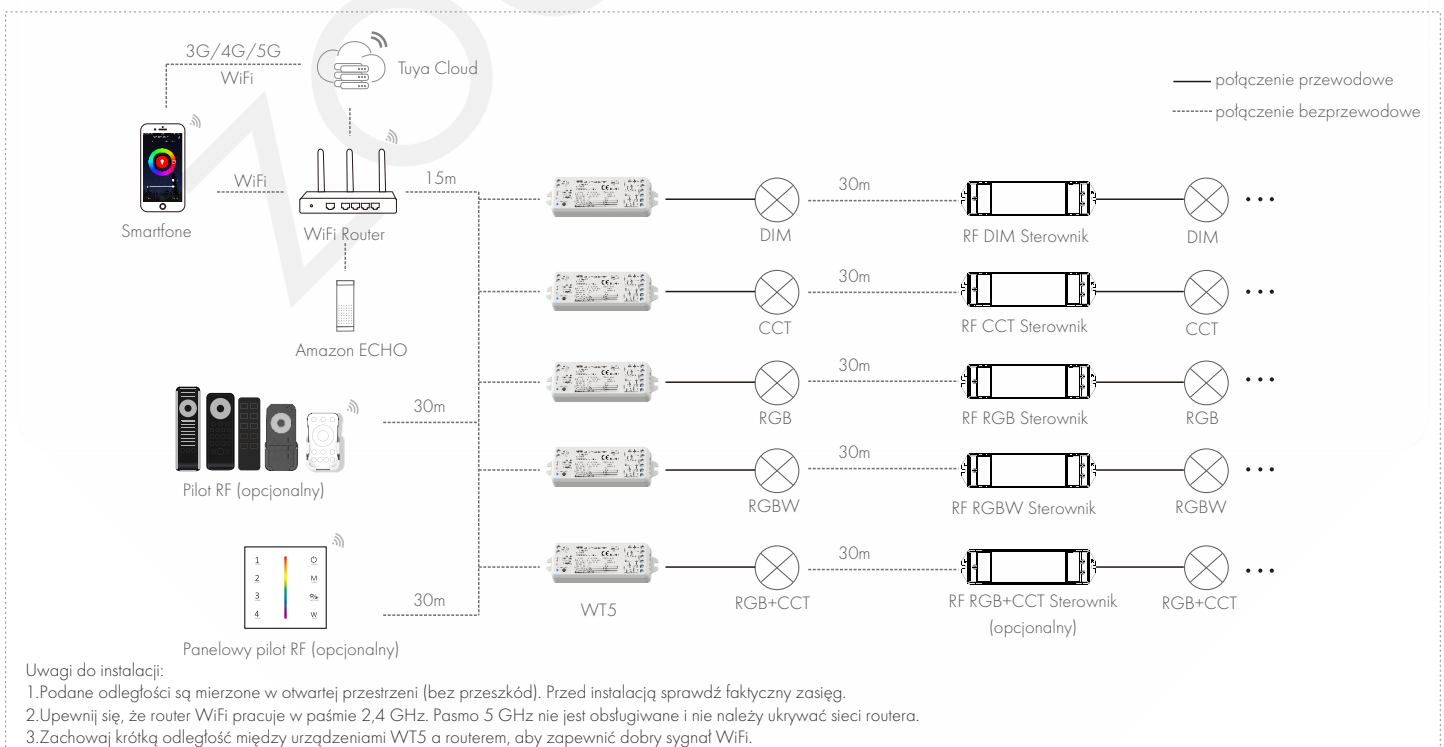 3G/4G/5G
WiFi
Tuya Cloud
połączenie przewodowe
połączenie bezprzewodowe
WiFi
15m
Smartfone
WiFi Router
Amazon ECHO
30m
Pilot RF (opcjonalny)
1
2
M
3
4
W
30m
Panelowy pilot RF (opcjonalny)
30m
DIM
RF DIM Sterownik
DIM
...
30m
CCT
RF CCT Sterownik
CCT
...
30m
RGB
RF RGB Sterownik
RGB
...
30m
RGBW
RF RGBW Sterownik
RGBW
...
30m
WT5
RGB+CCT
RF RGB+CCT Sterownik
(opcjonalny)
RGB+CCT
...
Uwagi do instalacji:
1.Podane odległości są mierzone w otwartej przestrzeni (bez przeszkód). Przed instalacją sprawdź faktyczny zasięg.
2.Upewnij się, że router WiFi pracuje w paśmie 2,4 GHz. Pasmo 5 GHz nie jest obsługiwane i nie należy ukrywać sieci routera.
3.Zachowaj krótką odległość między urządzeniami WT5 a routerem, aby zapewnić dobry sygnał WiFi.